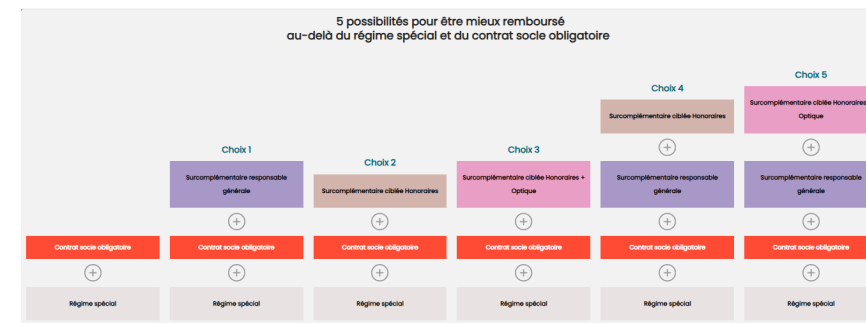 5 possibilités pour être mieux remboursé
au-delà du régime spécial et du contrat socle obligatoire
Choix 5
Choix 4
Surcomplémentaire ciblée Honoraires
Optique
Surcomplémentaire ciblée Honoraires
Choix 1
Choix 2
Choix 3
Surcomplémentaire responsable
générale
Surcomplémentaire ciblée Honoraires
Surcomplémentaire ciblée Honoraires +
Optique
Surcomplémentaire responsable
générale
Surcomplémentaire responsable
générale
Contrat socle obligatoire
Contrat socle obligatoire
Contrat socle obligatoire
Contrat socle obligatoire
Contrat socle obligatoire
Contrat socle obligatoire
Régime spécial
Régime spécial
Régime spécial
Régime spécial
Régime spécial
Régime spécial